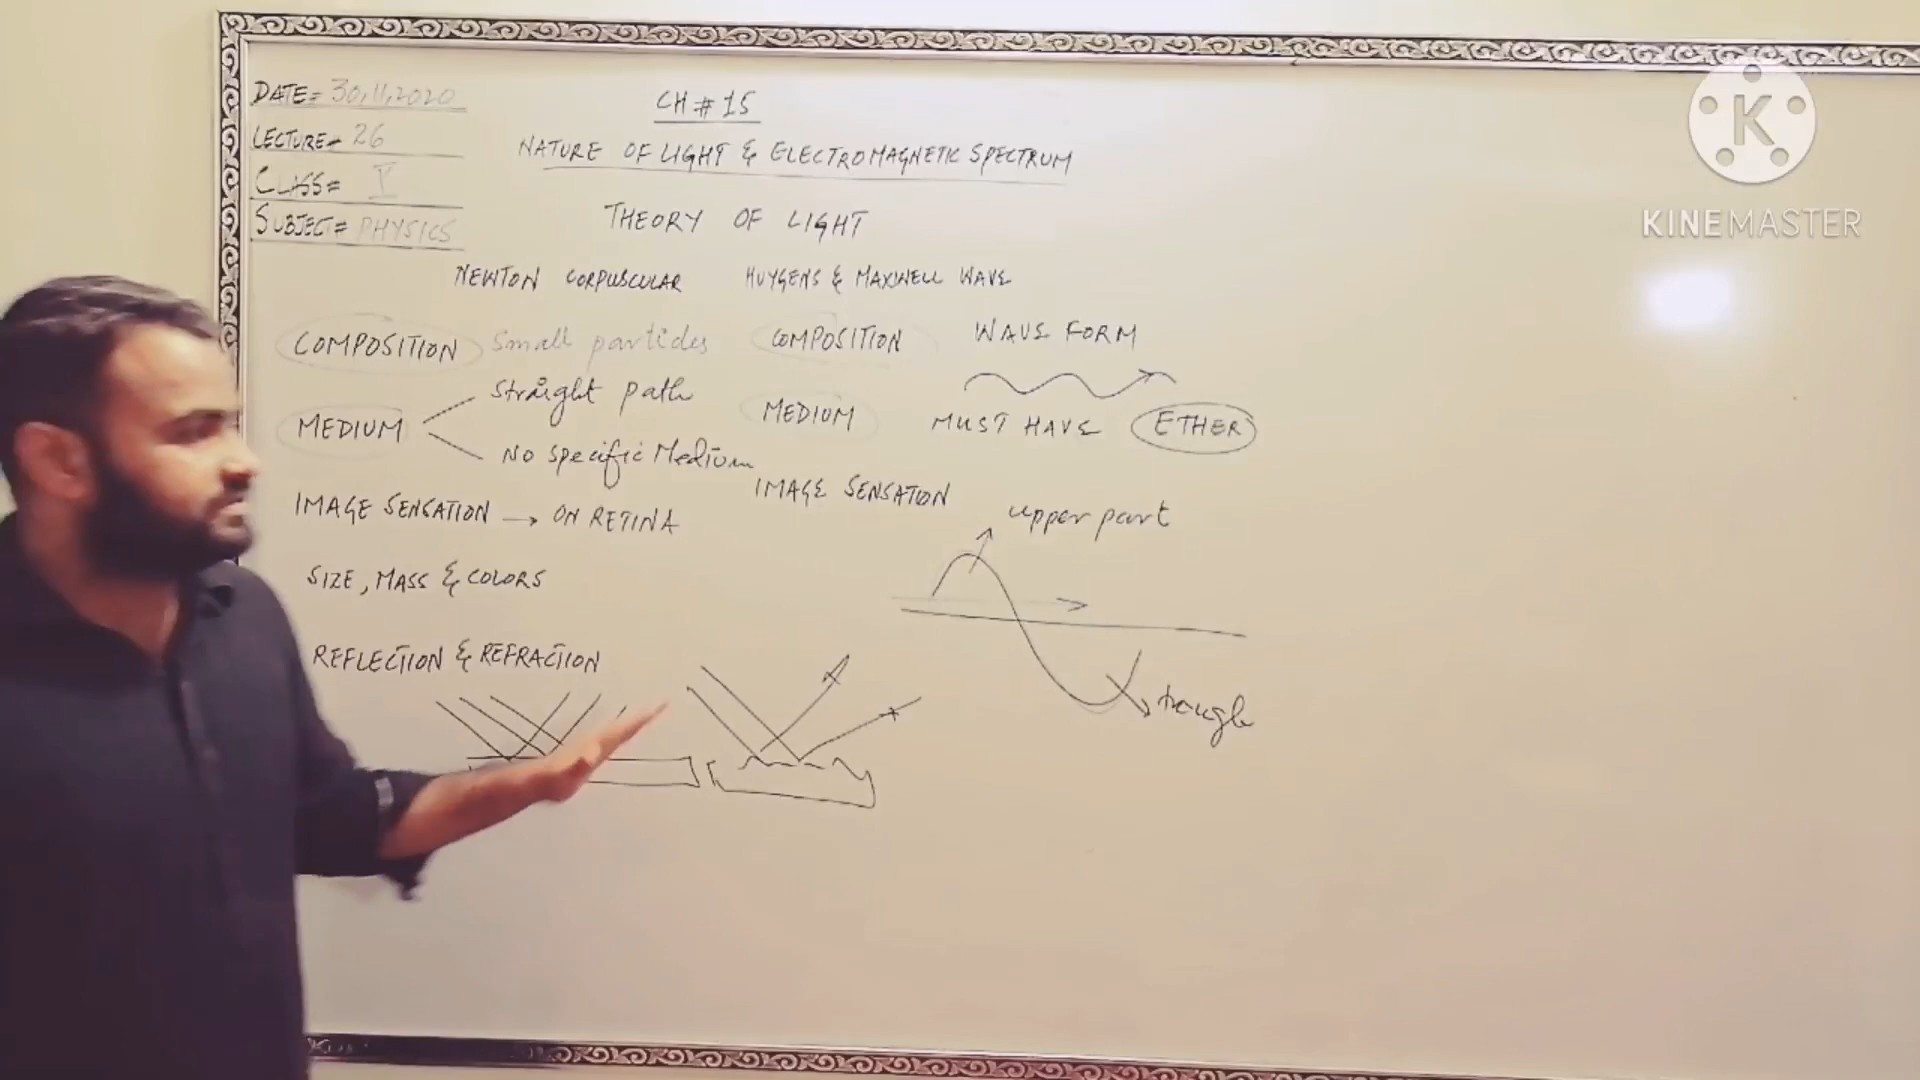 DATE= 30,11,2020
LECTURE= 26
CLASS= X
SUBJECT= PHYSICS
CH # 15
NATURE OF LIGHT & ELECTROMAGNETIC SPECTRUM
THEORY OF LIGHT
NEWTON CORPUSCULAR
COMPOSITION Small particles
MEDIUM
Straight path
No specific Medium
IMAGE SENSATION → ON RETINA
SIZE, MASS & COLORS
REFLECTION & REFRACTION
HUYGENS & MAXWELL WAVE
COMPOSITION WAVE FORM
MEDIUM MUST HAVE ETHER
IMAGE SENSATION
upper part
K
KINEMASTER